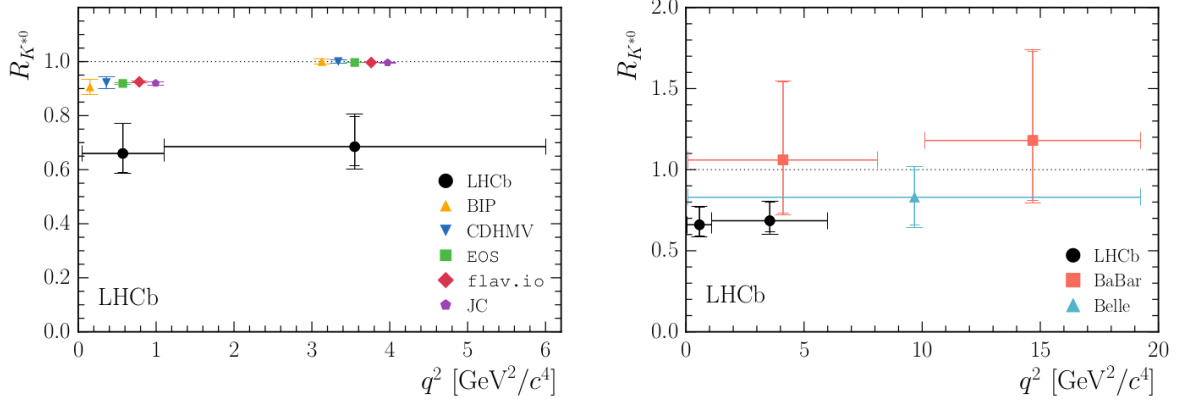 R_{K^{*0}}
1.0
0.8
0.6
0.4
0.2
0.0
LHCb
BIP
CDHMV
EOS
flav.io
JC
LHCb
0 1 2 3 4 5 6
q² [GeV²/c⁴]
R_{K^{*0}}
2.0
1.5
1.0
0.5
0.0
LHCb
BaBar
Belle
LHCb
0 5 10 15 20
q² [GeV²/c⁴]